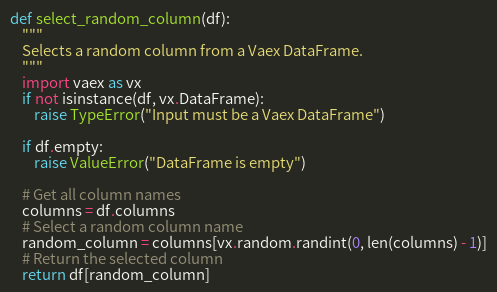 def select_random_column(df):
    """
    Selects a random column from a Vaex DataFrame.
    """
    import vaex as vx
    if not isinstance(df, vx.DataFrame):
        raise TypeError("Input must be a Vaex DataFrame")

    if df.empty:
        raise ValueError("DataFrame is empty")

    # Get all column names
    columns = df.columns
    # Select a random column name
    random_column = columns[vx.random.randint(0, len(columns) - 1)]
    # Return the selected column
    return df[random_column]